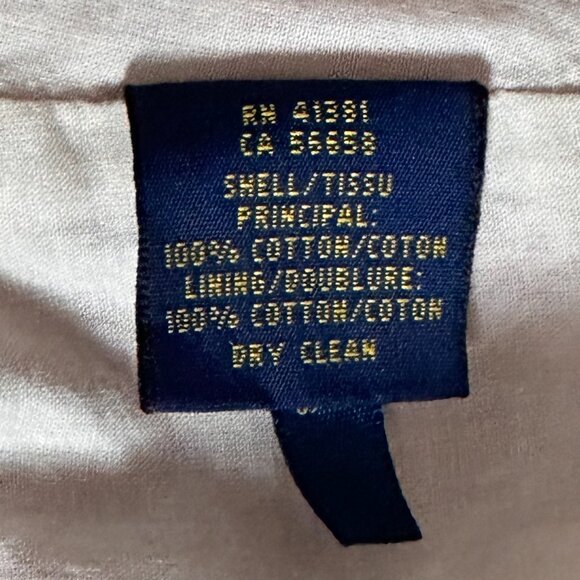 RN 41381
CA 56658
SHELL/TISSU
PRINCIPAL:
100% COTTON/COTON
LINING/DOUBLURE:
100% COTTON/COTON
DRY CLEAN